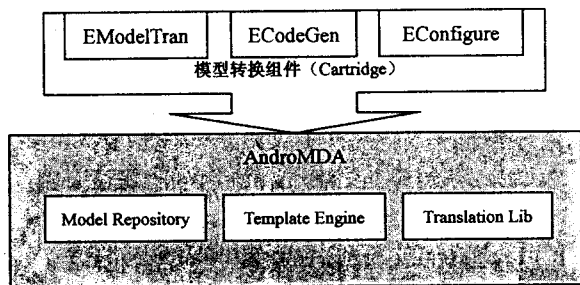 EModelTran ECodeGen EConfigure
模型转换组件（Cartridge）
AndroMDA
Model Repository Template Engine Translation Lib